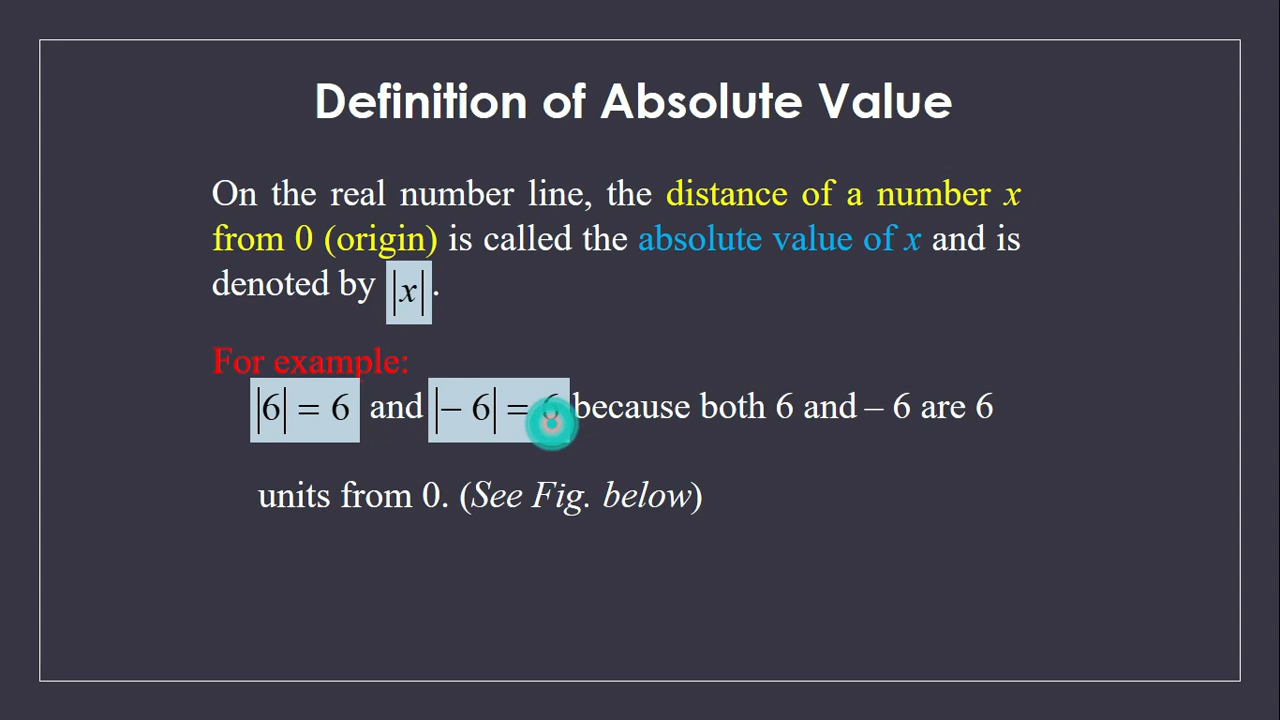 Definition of Absolute Value
On the real number line, the distance of a number x
from 0 (origin) is called the absolute value of x and is
denoted by |x|.
For example:
|6| = 6 and |– 6| = 6 because both 6 and – 6 are 6
units from 0. (See Fig. below)